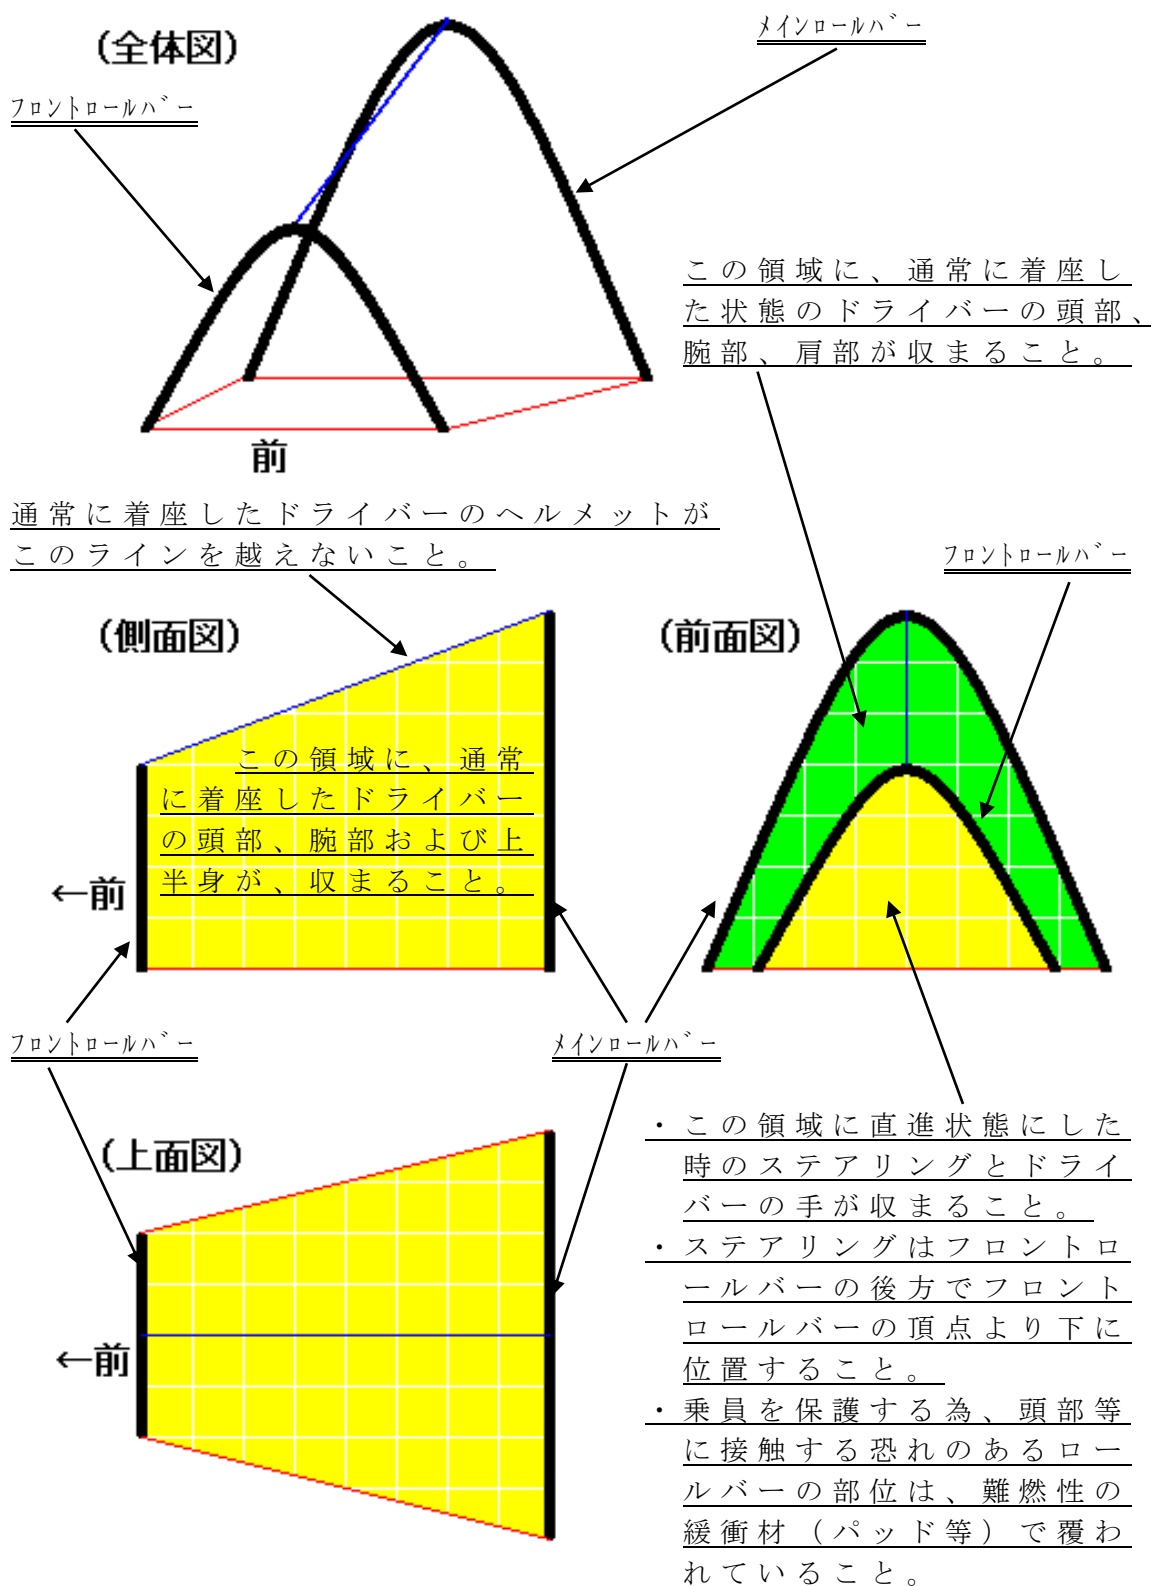 (全体図)
メインロールバー
フロントロールバー
この領域に、通常に着座し
た状態のドライバーの頭部、
腕部、肩部が収まること。
前
通常に着座したドライバーのヘルメットが
このラインを越えないこと。
フロントロールバー
(側面図)
(前面図)
この領域に、通常
に着座したドライバー
の頭部、腕部および上
半身が、収まること。
←前
フロントロールバー
メインロールバー
(上面図)
←前
・この領域に直進状態にした
時のステアリングとドライ
バーの手が収まること。
・ステアリングはフロントロ
ールバーの後方でフロント
ロールバーの頂点より下に
位置すること。
・乗員を保護する為、頭部等
に接触する恐れのあるロー
ルバーの部位は、難燃性の
緩衝材（パッド等）で覆わ
れていること。